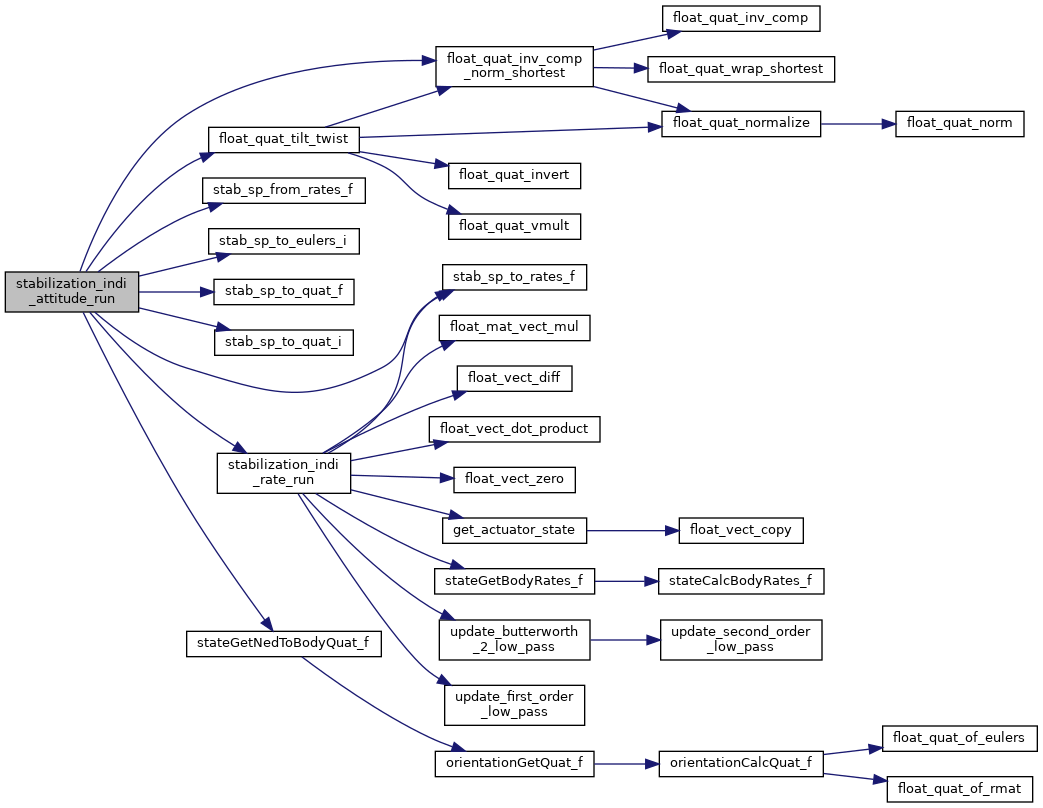 float_quat_inv_comp
float_quat_inv_comp
_norm_shortest
float_quat_wrap_shortest
float_quat_normalize
float_quat_norm
float_quat_tilt_twist
float_quat_invert
stab_sp_from_rates_f
float_quat_vmult
stab_sp_to_eulers_i
stabilization_indi
_attitude_run
stab_sp_to_quat_f
stab_sp_to_rates_f
stab_sp_to_quat_i
float_mat_vect_mul
float_vect_diff
float_vect_dot_product
stabilization_indi
_rate_run
float_vect_zero
get_actuator_state
float_vect_copy
stateGetBodyRates_f
stateCalcBodyRates_f
stateGetNedToBodyQuat_f
update_butterworth
_2_low_pass
update_second_order
_low_pass
update_first_order
_low_pass
orientationGetQuat_f
orientationCalcQuat_f
float_quat_of_eulers
float_quat_of_rmat